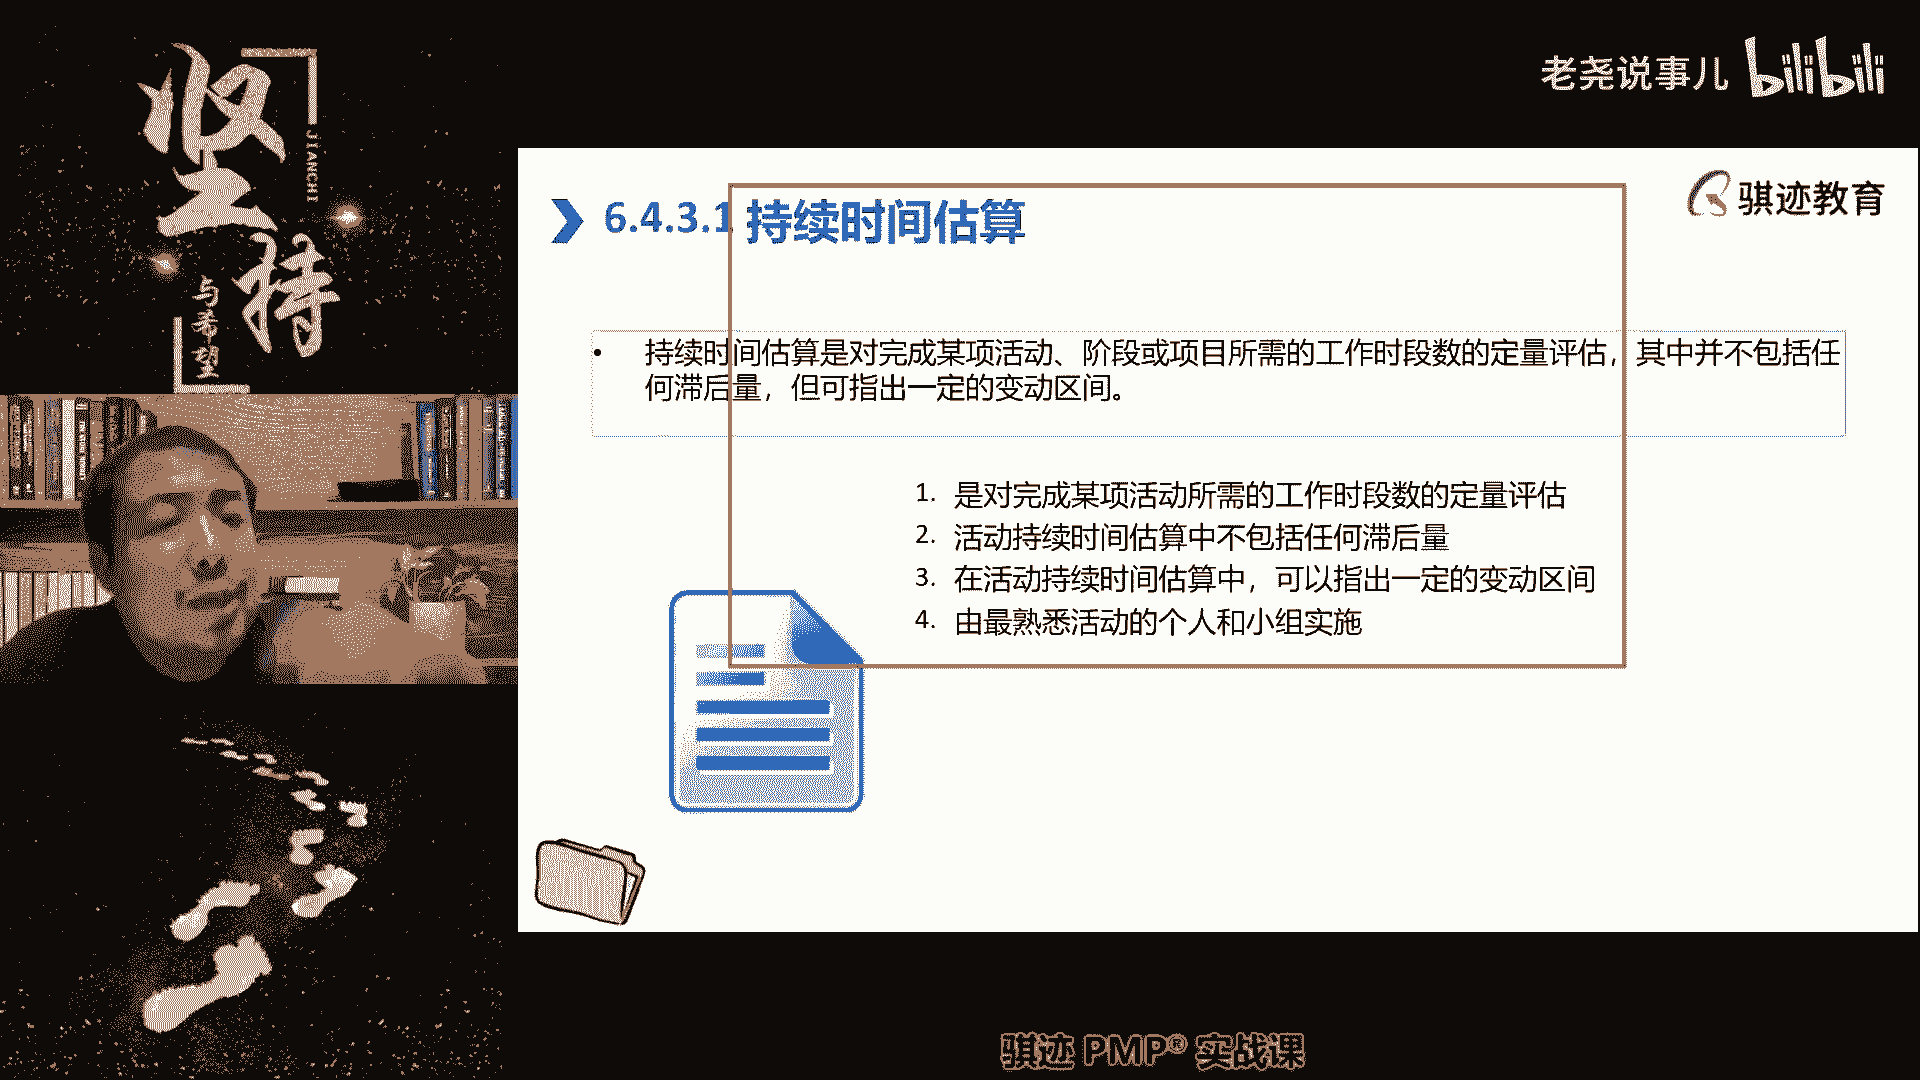 坚持
JIANCHI
与希望
老尧说事儿 bilibili
骐迹教育
6.4.3.1 持续时间估算
• 持续时间估算是对完成某项活动、阶段或项目所需的工作时段数的定量评估，其中并不包括任
何滞后量，但可指出一定的变动区间。
1. 是对完成某项活动所需的工作时段数的定量评估
2. 活动持续时间估算中不包括任何滞后量
3. 在活动持续时间估算中，可以指出一定的变动区间
4. 由最熟悉活动的个人和小组实施
骐迹 PMP® 实战课